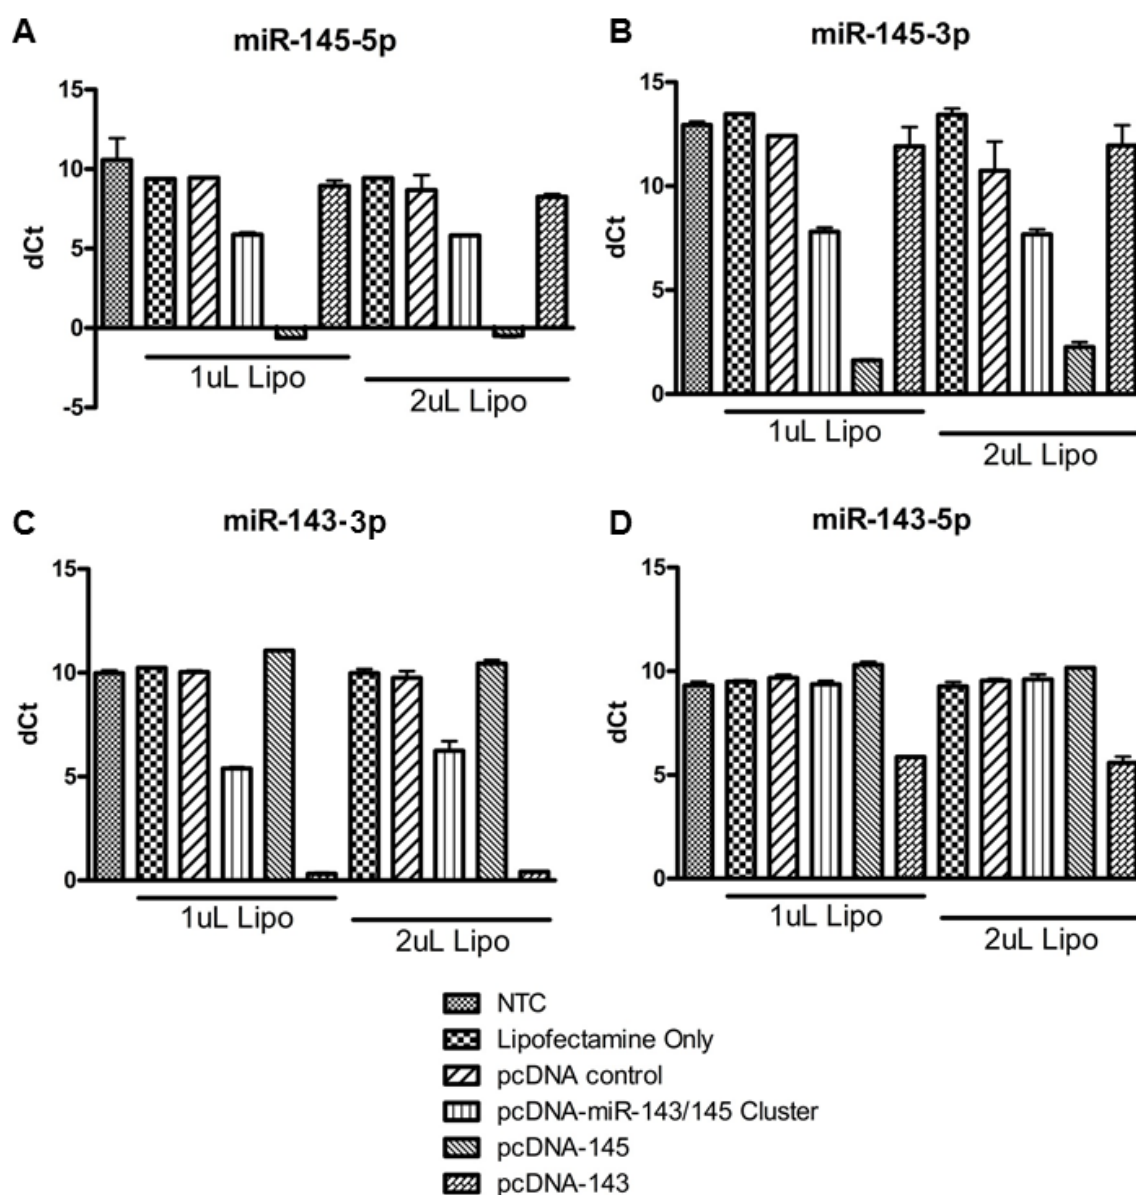 A
miR-145-5p
15
10
5
0
-5
dCt
1uL Lipo
2uL Lipo
B
miR-145-3p
15
10
5
0
dCt
1uL Lipo
2uL Lipo
C
miR-143-3p
15
10
5
0
dCt
1uL Lipo
2uL Lipo
D
miR-143-5p
15
10
5
0
dCt
1uL Lipo
2uL Lipo
NTC
Lipofectamine Only
pcDNA control
pcDNA-miR-143/145 Cluster
pcDNA-145
pcDNA-143